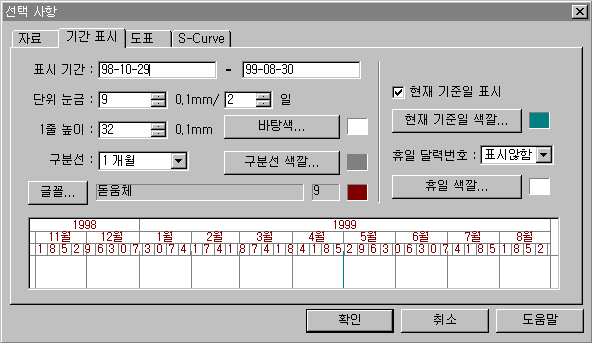 선택 사항
자료 기간 표시 도표 S-Curve
표시 기간 : 98-10-29 - 99-08-30
단위 눈금 : 9 0.1mm/ 2 일
1줄 높이 : 32 0.1mm 바탕색...
구분선 : 1 개월 구분선 색깔...
글꼴... 돋움체 9
현재 기준일 표시
현재 기준일 색깔...
휴일 달력번호 : 표시않함
휴일 색깔...
1998 1999
11월 12월 1월 2월 3월 4월 5월 6월 7월 8월
1 8 5 2 9 6 3 0 7 3 0 7 4 1 7 4 1 8 1 7 4 1 8 5 1 8 4 1 8 5 2 9 6 3 0 6 3 0 7 4 1 8 5 1 8 5 2
확인 취소 도움말